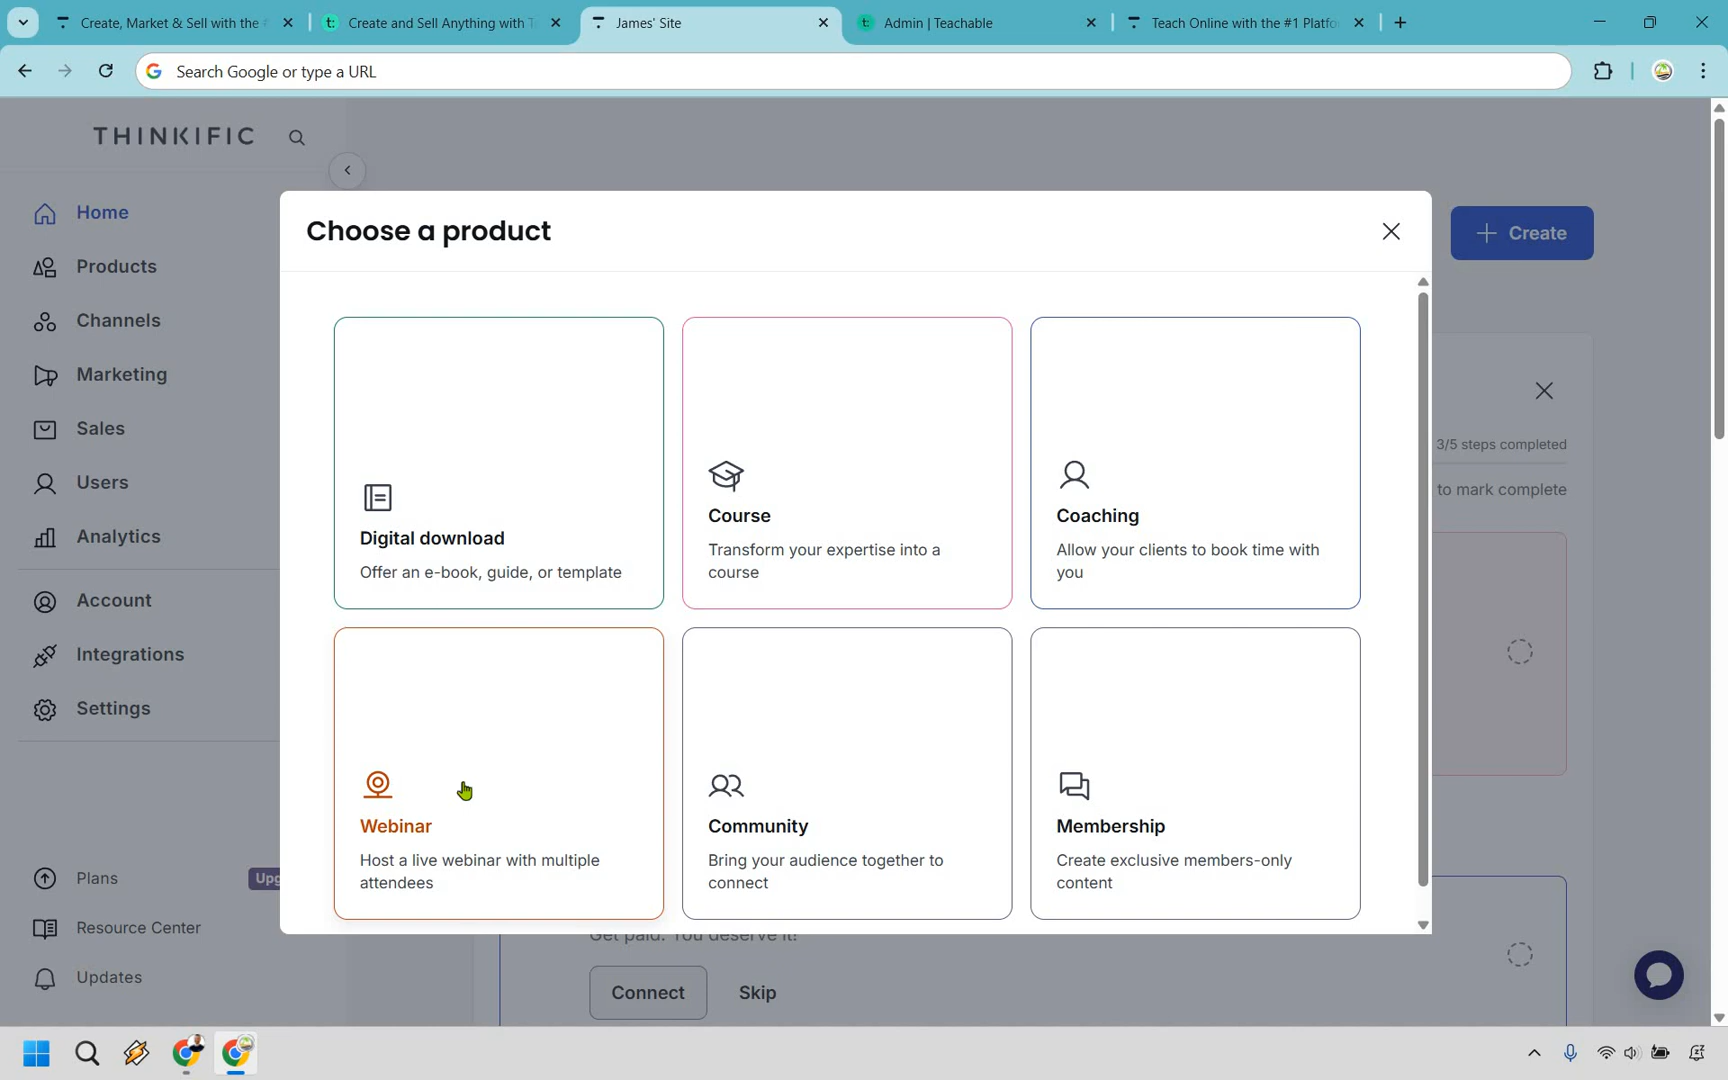 Create, Market & Sell with the
Create and Sell Anything with
James' Site
Admin | Teachable
Teach Online with the #1 Platfo
Search Google or type a URL
THINKIFIC
Home
Products
Channels
Marketing
Sales
Users
Analytics
Account
Integrations
Settings
Plans
Upg
Resource Center
Updates
Create
3/5 steps completed
to mark complete
Choose a product
Digital download
Offer an e-book, guide, or template
Course
Transform your expertise into a
course
Coaching
Allow your clients to book time with
you
Webinar
Host a live webinar with multiple
attendees
Community
Bring your audience together to
connect
Membership
Create exclusive members-only
content
Get paid. You deserve it!
Connect
Skip